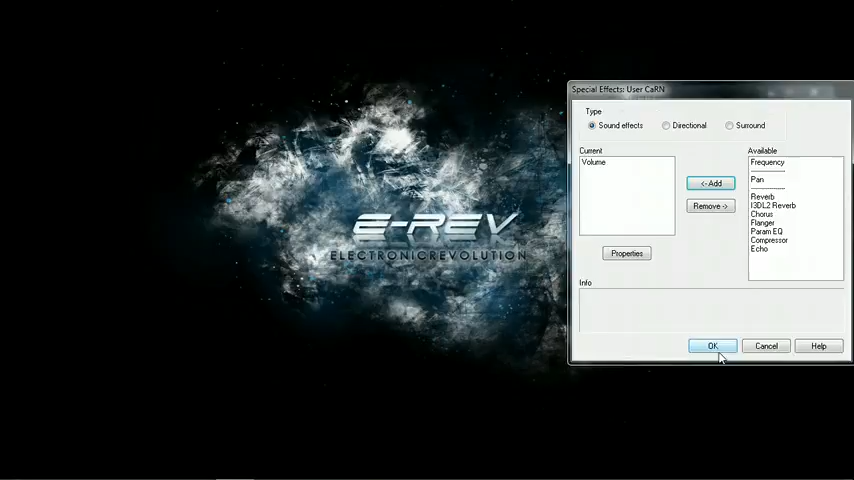 E-REV
ELECTRONICREVOLUTION
Special Effects: User CaRN
Type
Sound effects
Directional
Surround
Current
Available
Volume
<- Add
Remove ->
Properties
Frequency
Pan
Reverb
I3DL2 Reverb
Chorus
Flanger
Param EQ
Compressor
Echo
Info
OK
Cancel
Help